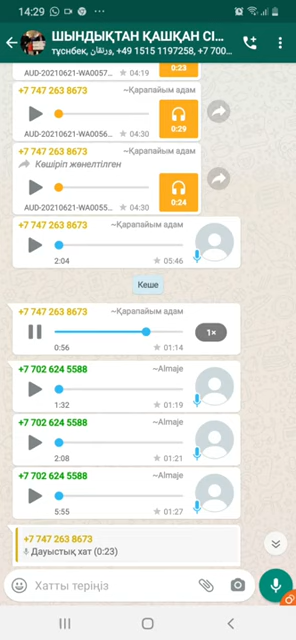 14:29
ШЫНДЫҚТАН ҚАШҚАН СІ...
тұснбек, ورنقان, +49 1515 1197258, +7 700...
AUD-20210621-WA0057... ★ 04:19
0:23
+7 747 263 8673 ~Қарапайым адам
0:29
AUD-20210621-WA0056... ★ 04:30
+7 747 263 8673 ~Қарапайым адам
Көшіріп жөнелтілген
0:24
AUD-20210621-WA0055... ★ 04:30
+7 747 263 8673 ~Қарапайым адам
2:04 ★ 05:46
Кеше
+7 747 263 8673 ~Қарапайым адам
1×
0:56 ★ 01:14
+7 702 624 5588 ~Almaje
1:32 ★ 01:19
+7 702 624 5588 ~Almaje
2:08 ★ 01:21
+7 702 624 5588 ~Almaje
5:55 ★ 01:27
+7 747 263 8673
Дауыстық хат (0:23)
Хатты теріңіз